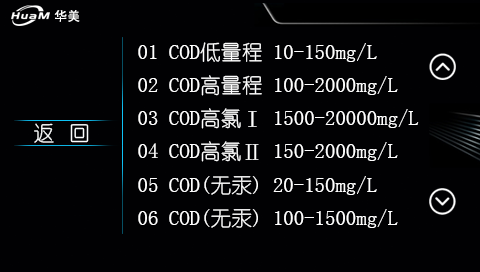 HuaM 华美
01 COD低量程 10-150mg/L
02 COD高量程 100-2000mg/L
03 COD高氯Ⅰ 1500-20000mg/L
04 COD高氯Ⅱ 150-2000mg/L
05 COD(无汞) 20-150mg/L
06 COD(无汞) 100-1500mg/L
返 回